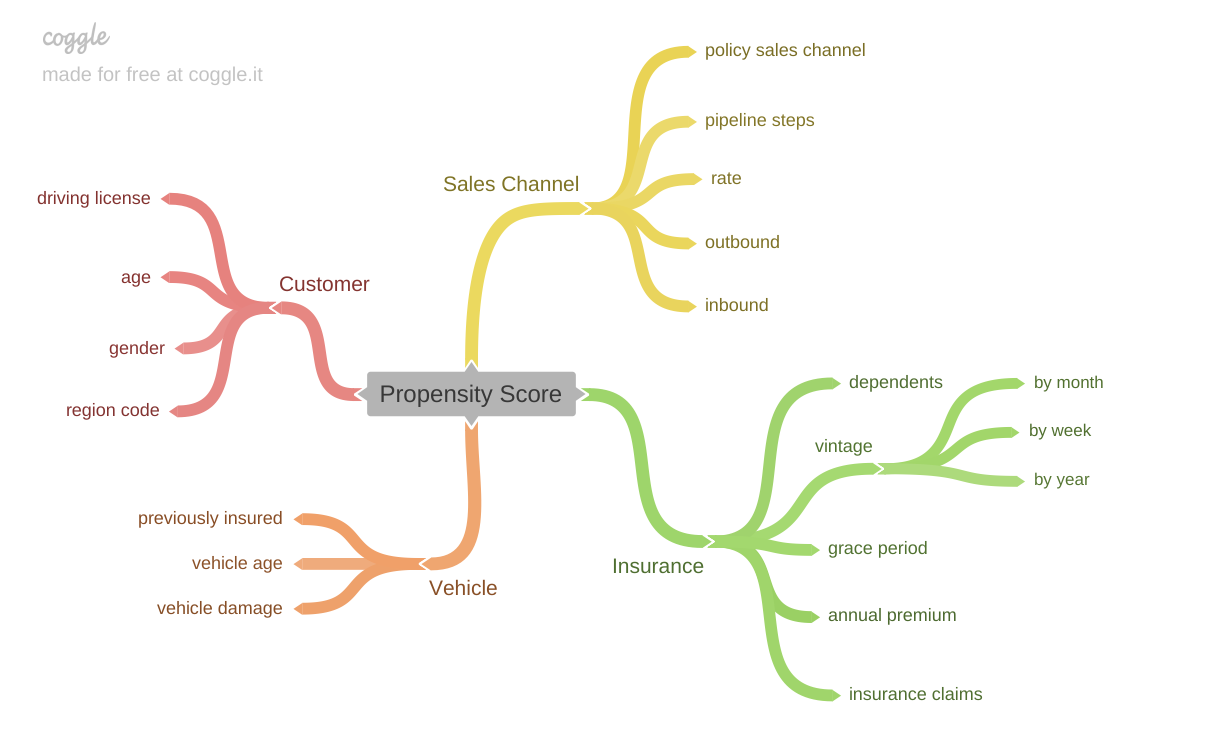 coggle
made for free at coggle.it
Propensity Score
Sales Channel
policy sales channel
pipeline steps
rate
outbound
inbound
Customer
driving license
age
gender
region code
Vehicle
previously insured
vehicle age
vehicle damage
Insurance
dependents
vintage
by month
by week
by year
grace period
annual premium
insurance claims